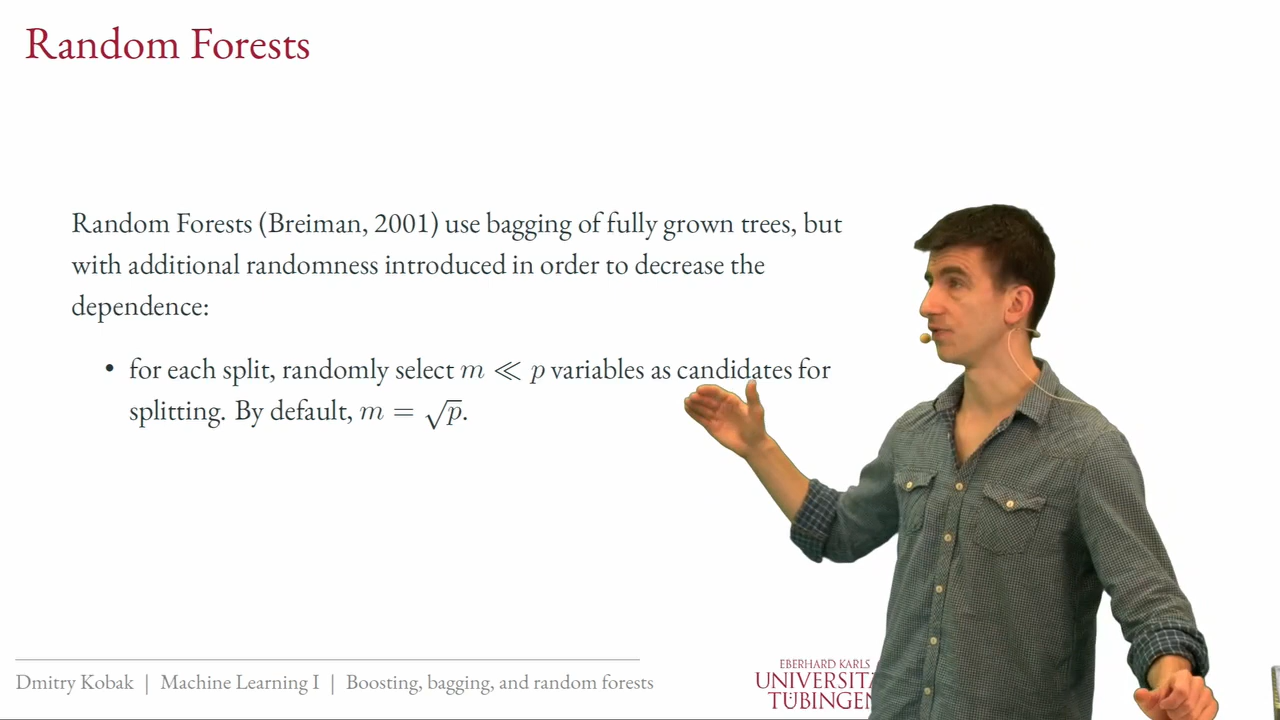 Random Forests
Random Forests (Breiman, 2001) use bagging of fully grown trees, but
with additional randomness introduced in order to decrease the
dependence:
• for each split, randomly select m ≪ p variables as candidates for
splitting. By default, m = √p.
Dmitry Kobak | Machine Learning I | Boosting, bagging, and random forests
EBERHARD KARLS
UNIVERSITÄ
TÜBINGEN